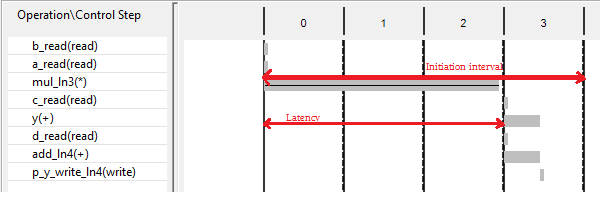 Operation\Control Step
0 1 2 3
b_read(read)
a_read(read)
Initiation interval
mul_ln3(*)
c_read(read)
y(+)
Latency
d_read(read)
add_ln4(+)
p_y_write_ln4(write)